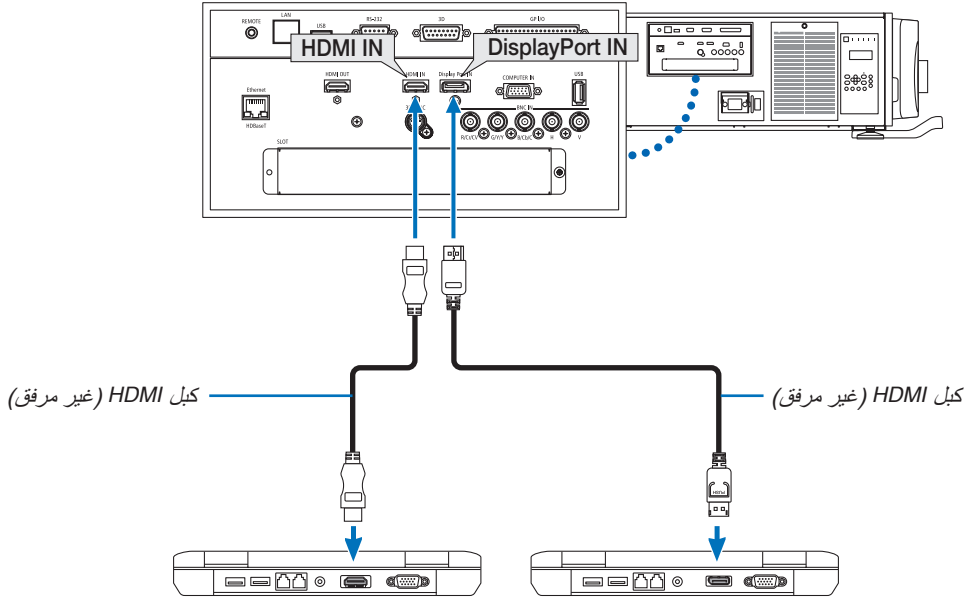 REMOTE
LAN
USB
RS-232
3D
GP I/O
HDMI IN
DisplayPort IN
HDMI OUT
HDMI IN
Display Port IN
COMPUTER IN
USB
Ethernet
HDBaseT
BNC IN
R/Cr/CV
G/Y/Y
B/Cb/C
H
V
SLOT
كبل HDMI (غير مرفق)
كبل HDMI (غير مرفق)
PUSH